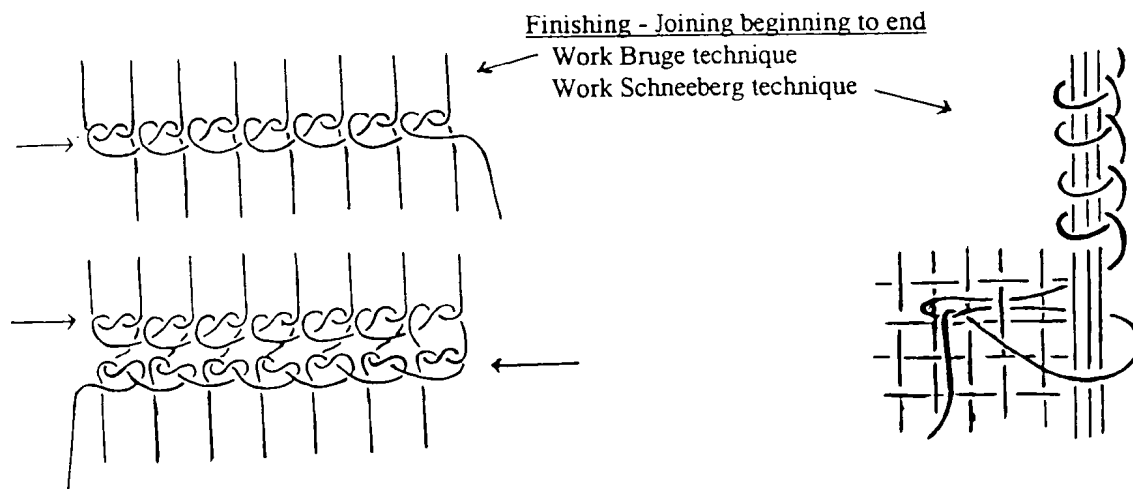 Finishing - Joining beginning to end
Work Bruge technique
Work Schneeberg technique